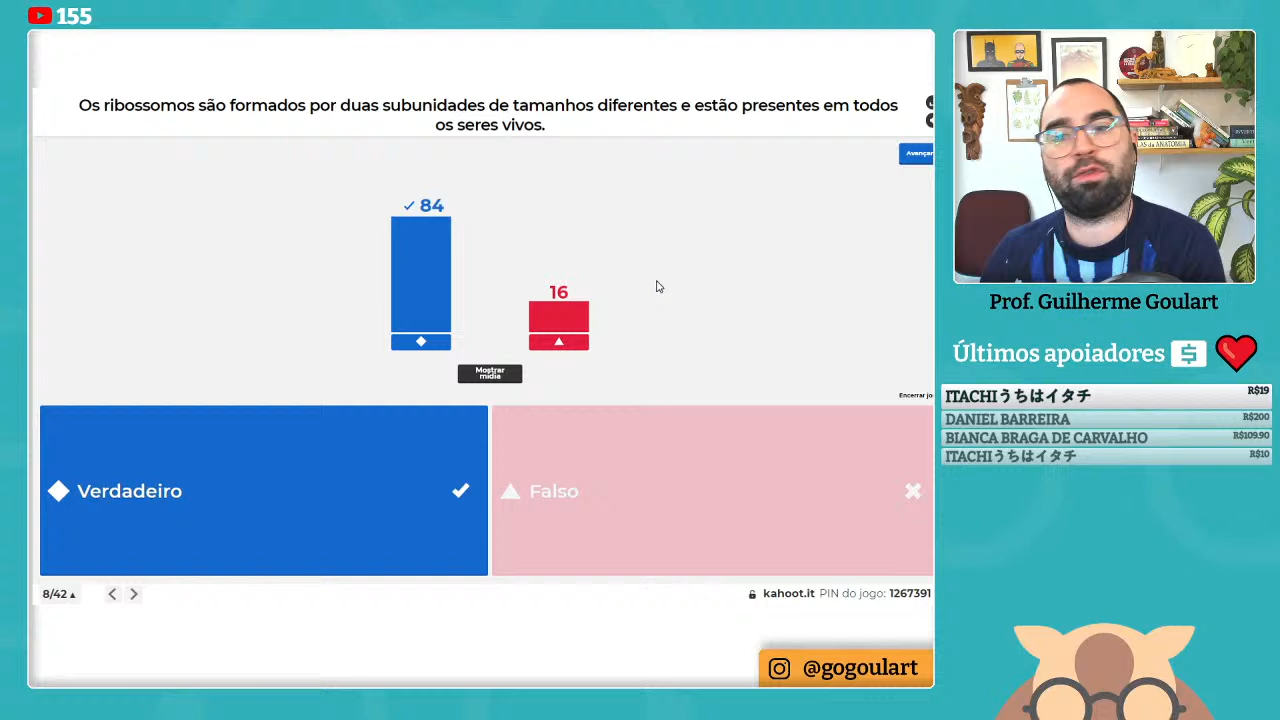 155
Os ribossomos são formados por duas subunidades de tamanhos diferentes e estão presentes em todos
os seres vivos.
Avançar
84
16
Mostrar
mídia
Encerrar jo
Verdadeiro
Falso
8/42
kahoot.it PIN do jogo: 1267391
@gogoulart
Prof. Guilherme Goulart
Últimos apoiadores
ITACHIうちはイタチ R$19
DANIEL BARREIRA R$200
BIANCA BRAGA DE CARVALHO R$109.90
ITACHIうちはイタチ R$10
LAS da ANATOMIA